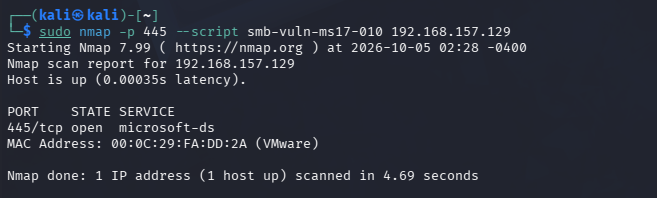 ┌──(kali㉿kali)-[~]
└─$ sudo nmap -p 445 --script smb-vuln-ms17-010 192.168.157.129
Starting Nmap 7.99 ( https://nmap.org ) at 2026-10-05 02:28 -0400
Nmap scan report for 192.168.157.129
Host is up (0.00035s latency).

PORT    STATE SERVICE
445/tcp open  microsoft-ds
MAC Address: 00:0C:29:FA:DD:2A (VMware)

Nmap done: 1 IP address (1 host up) scanned in 4.69 seconds